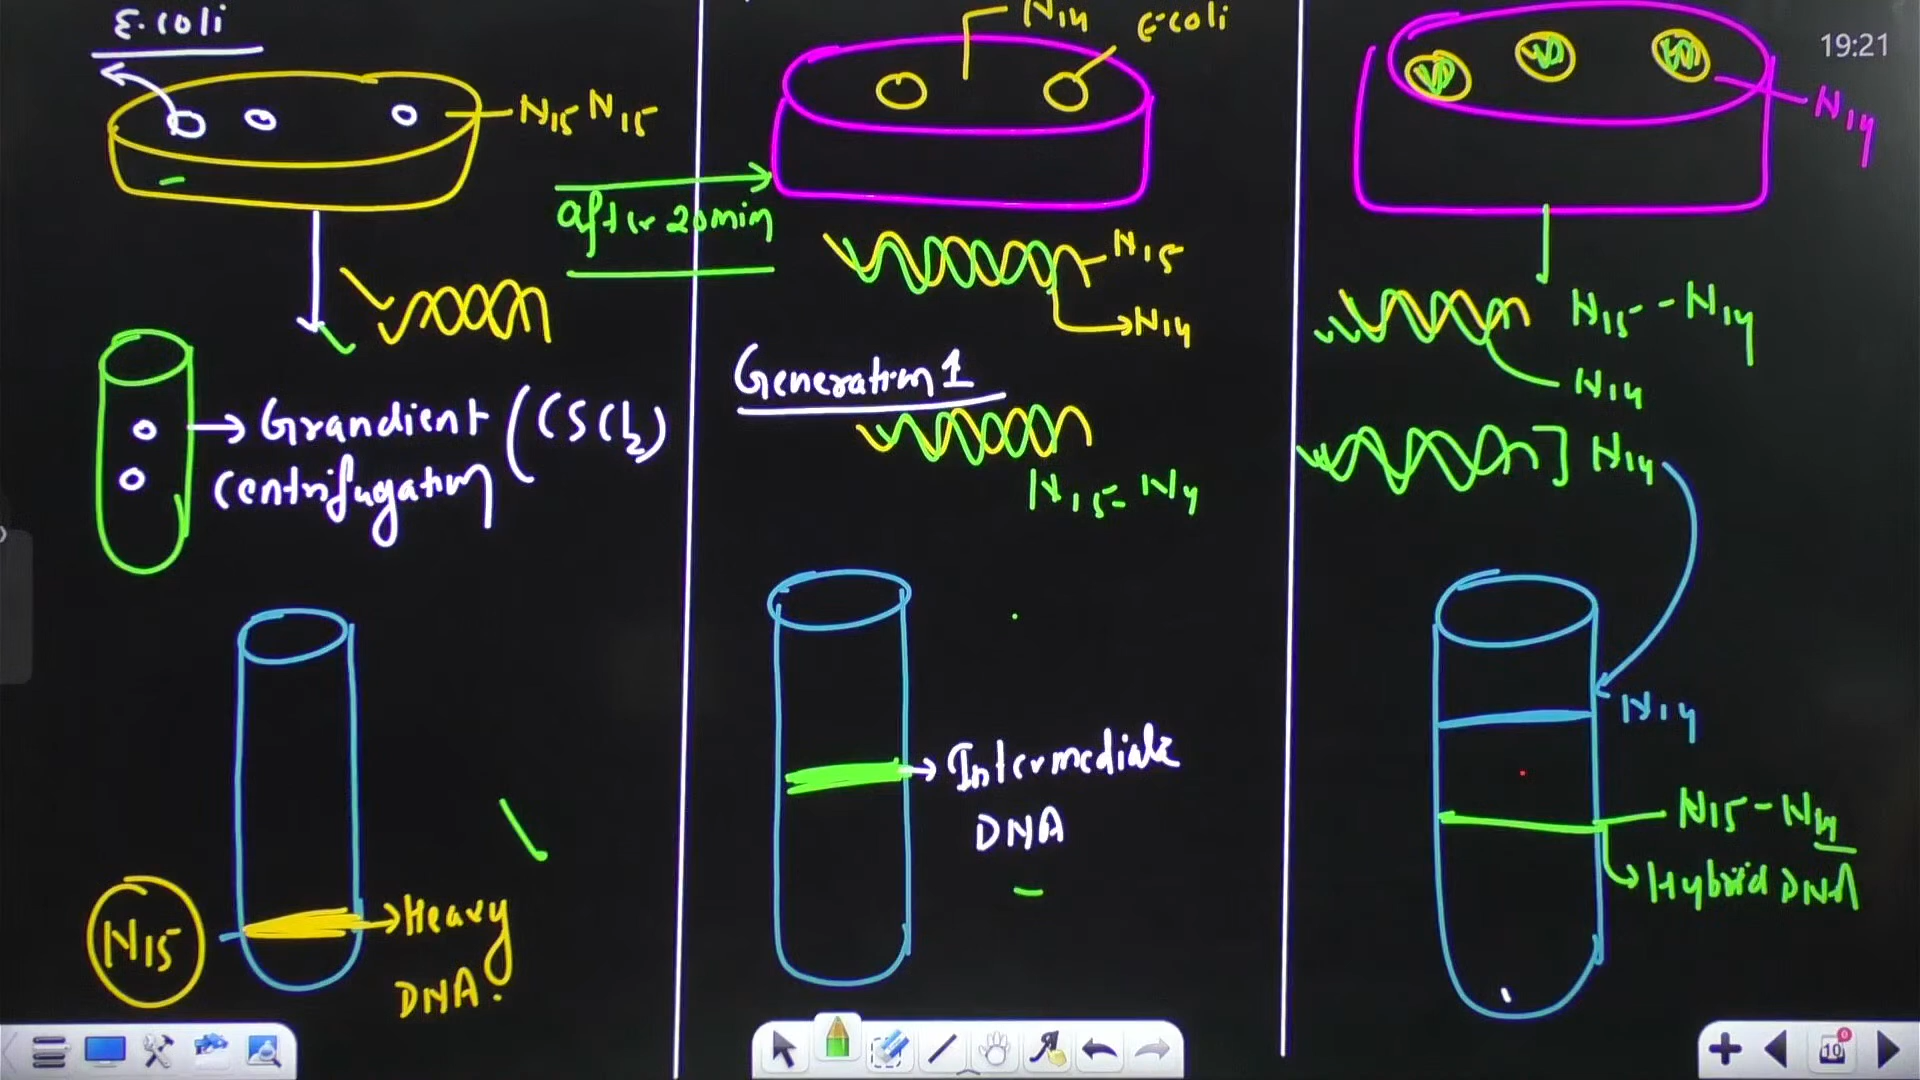 E.coli
N15 N15
after 20min
Grandient (CSCl2)
Centrifugation
N15
Heavy
DNA.
N14
E-coli
N15
N14
Generation 1
N15= N14
Intermediate
DNA
19:21
N14
N15-N14
N14
N14
N14
N15-N14
Hybrid DNA
10